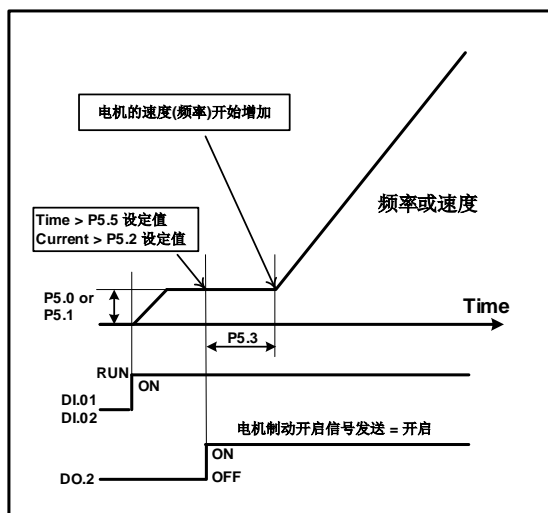 电机的速度(频率)开始增加
Time > P5.5 设定值
Current > P5.2 设定值
频率或速度
P5.0 or
P5.1
Time
P5.3
RUN
ON
DI.01
DI.02
电机制动开启信号发送 = 开启
ON
DO.2
OFF